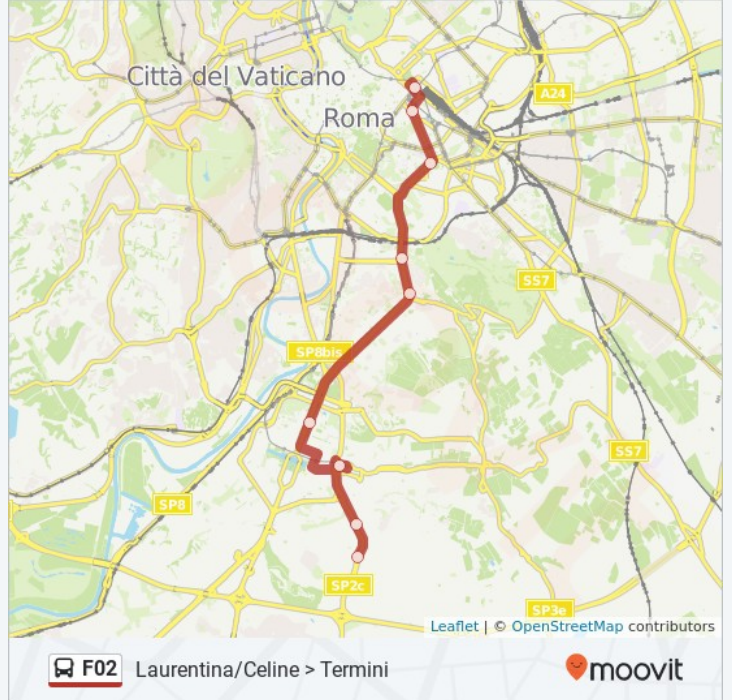 Città del Vaticano
A24
Roma
SS7
SP8bis
SS7
SP8
SP2c
SP3e
Leaflet | © OpenStreetMap contributors
F02 Laurentina/Celine > Termini
moovit